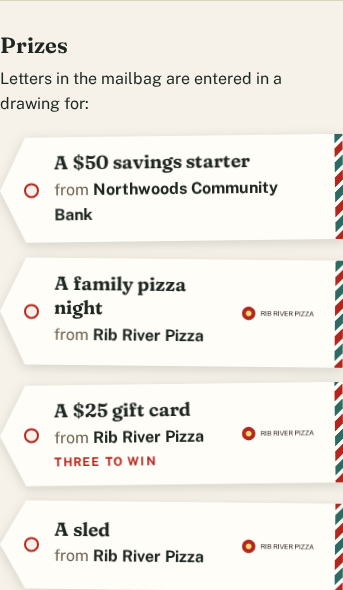 Prizes
Letters in the mailbag are entered in a
drawing for:
A $50 savings starter
from Northwoods Community
Bank
A family pizza
night
from Rib River Pizza
RIB RIVER PIZZA
A $25 gift card
from Rib River Pizza
THREE TO WIN
RIB RIVER PIZZA
A sled
from Rib River Pizza
RIB RIVER PIZZA